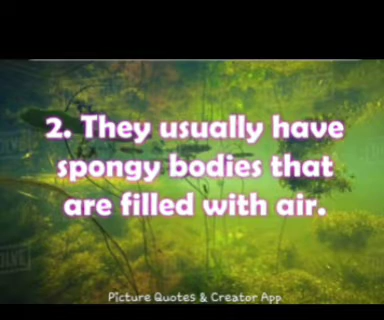 2. They usually have
spongy bodies that
are filled with air.
Picture Quotes & Creator App